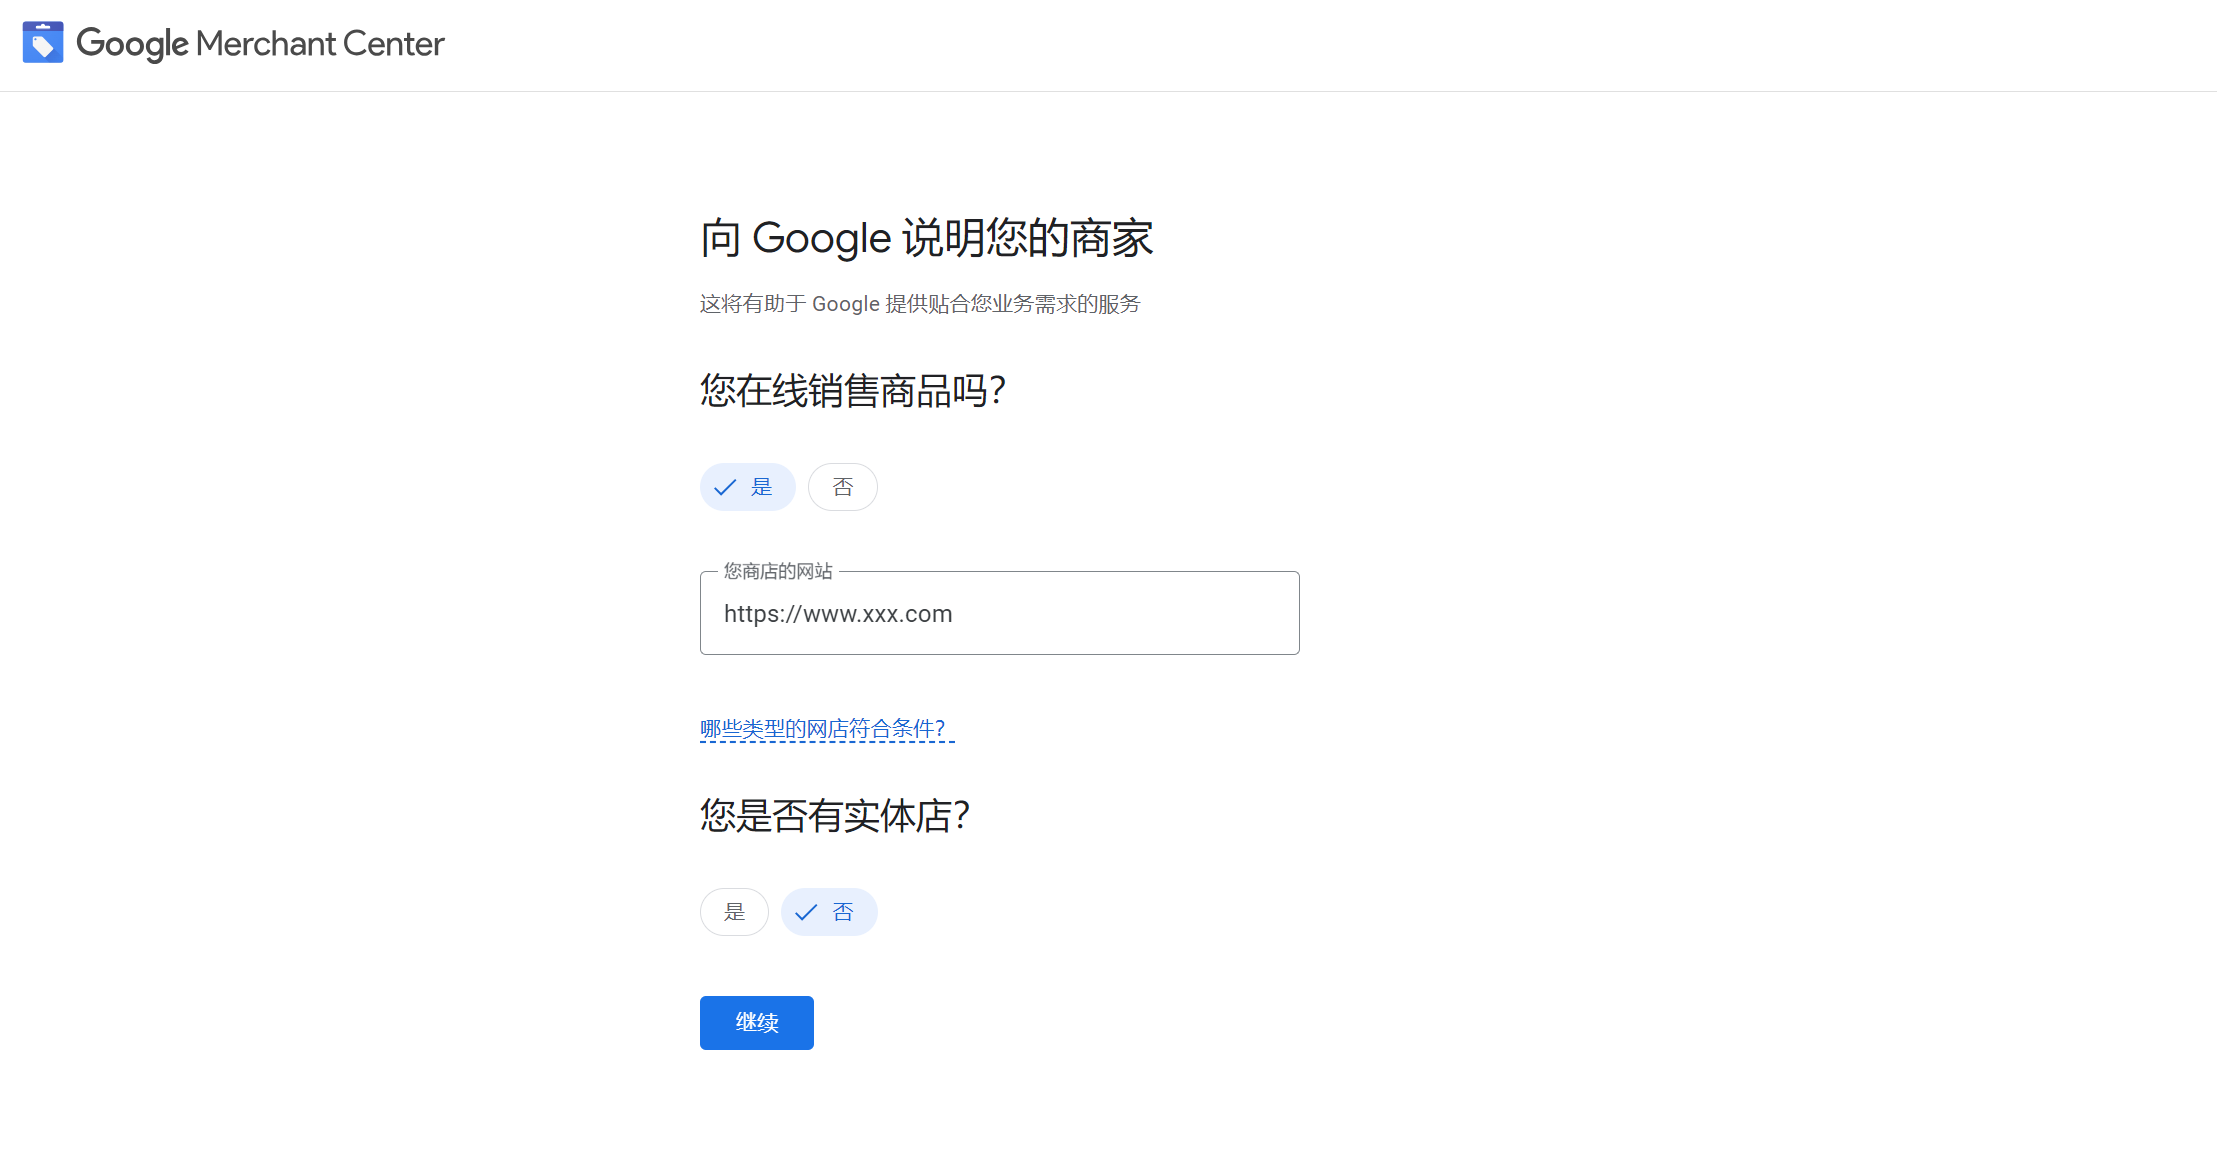 Google Merchant Center
向 Google 说明您的商家
这将有助于 Google 提供贴合您业务需求的服务
您在线销售商品吗？
是 否
您商店的网站
https://www.xxx.com
哪些类型的网店符合条件？
您是否有实体店？
是 否
继续